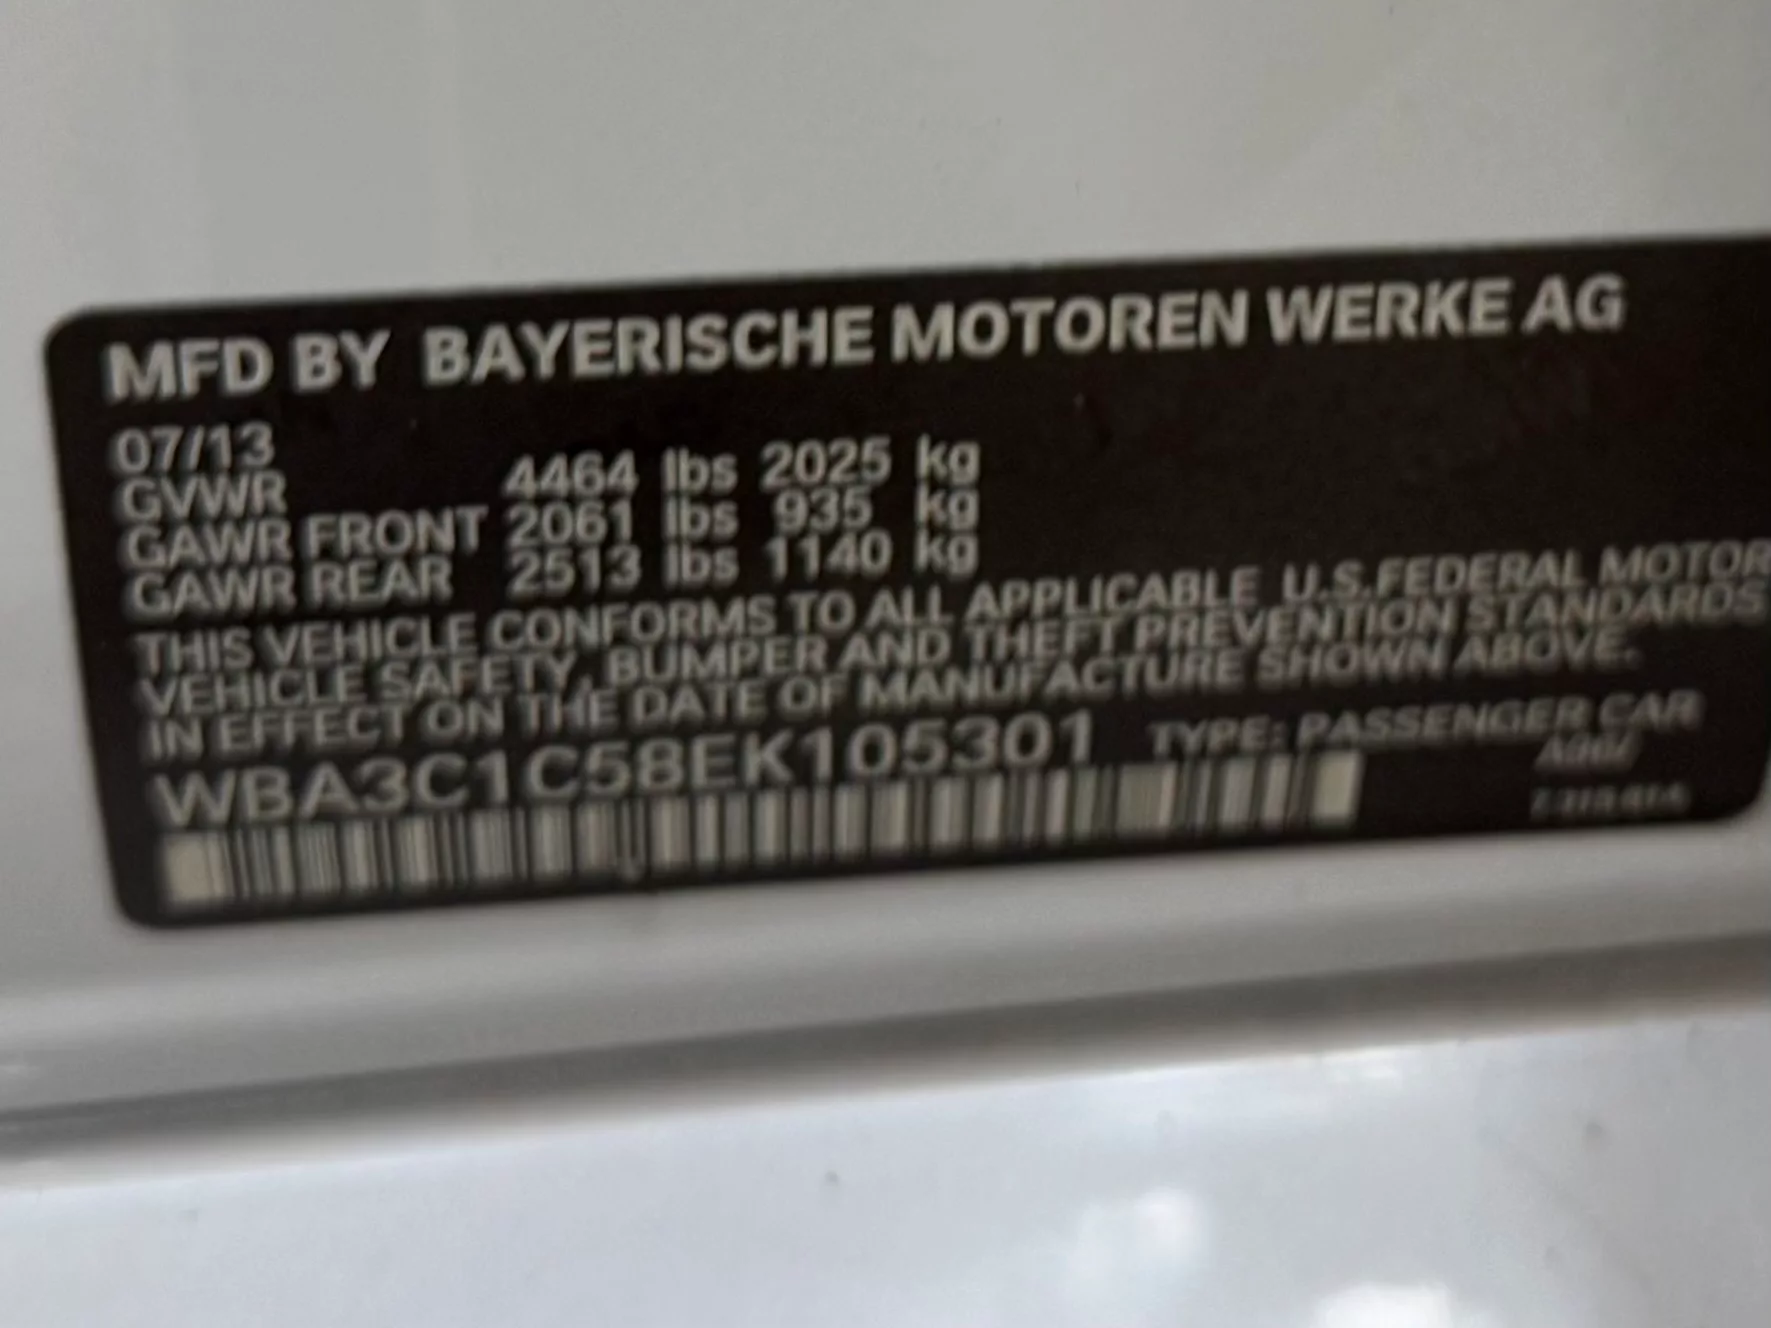 MFD BY BAYERISCHE MOTOREN WERKE AG
07/13
GVWR 4464 lbs 2025 kg
GAWR FRONT 2061 lbs 935 kg
GAWR REAR 2513 lbs 1140 kg
THIS VEHICLE CONFORMS TO ALL APPLICABLE U.S.FEDERAL MOTOR
VEHICLE SAFETY, BUMPER AND THEFT PREVENTION STANDARDS
IN EFFECT ON THE DATE OF MANUFACTURE SHOWN ABOVE.
WBA3C1C58EK105301 TYPE: PASSENGER CAR